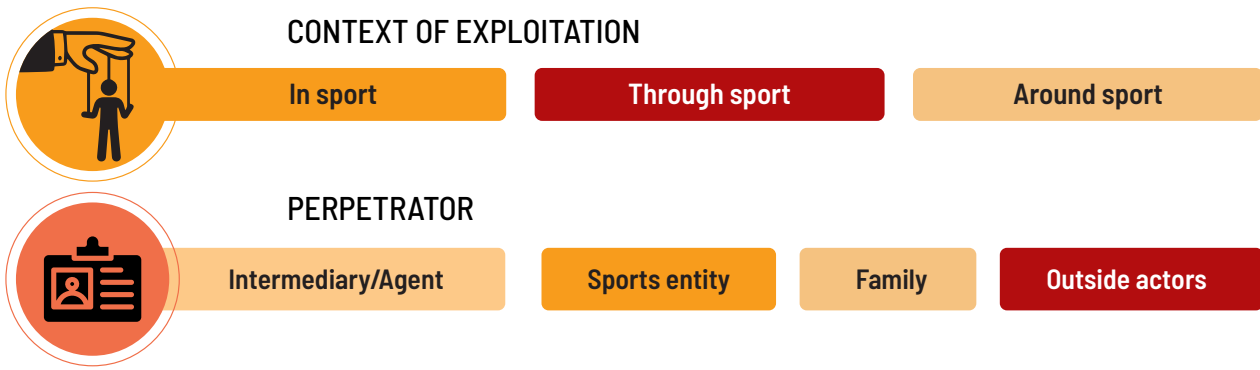 CONTEXT OF EXPLOITATION
In sport
Through sport
Around sport
PERPETRATOR
Intermediary/Agent
Sports entity
Family
Outside actors